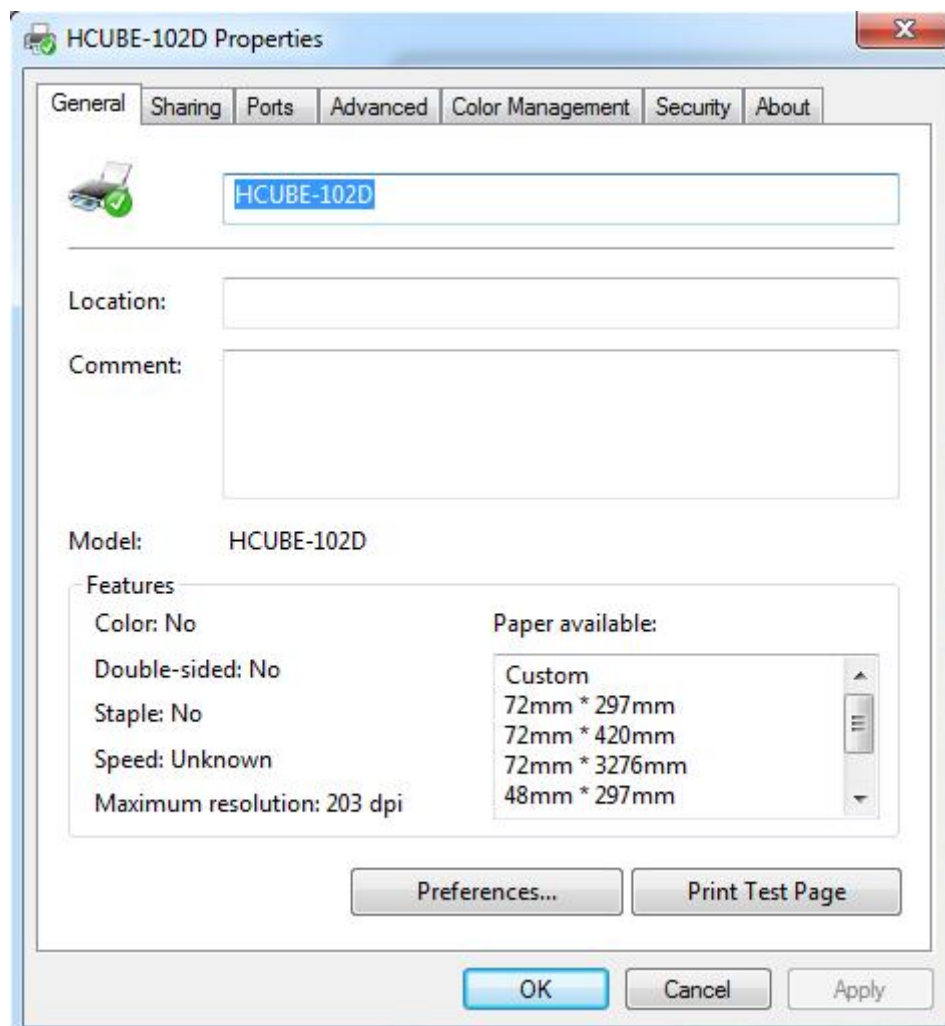 HCUBE-102D Properties
General Sharing Ports Advanced Color Management Security About
HCUBE-102D
Location:
Comment:
Model: HCUBE-102D
Features
Color: No
Double-sided: No
Staple: No
Speed: Unknown
Maximum resolution: 203 dpi
Paper available:
Custom
72mm * 297mm
72mm * 420mm
72mm * 3276mm
48mm * 297mm
Preferences... Print Test Page
OK Cancel Apply